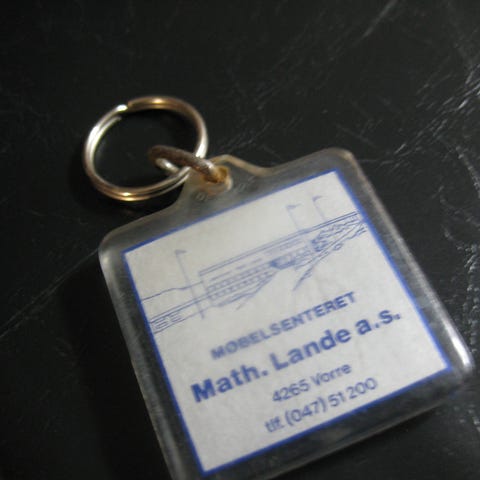 MØBELSENTERET
Math. Lande a.s.
4265 Vorre
tlf. (047) 51 200